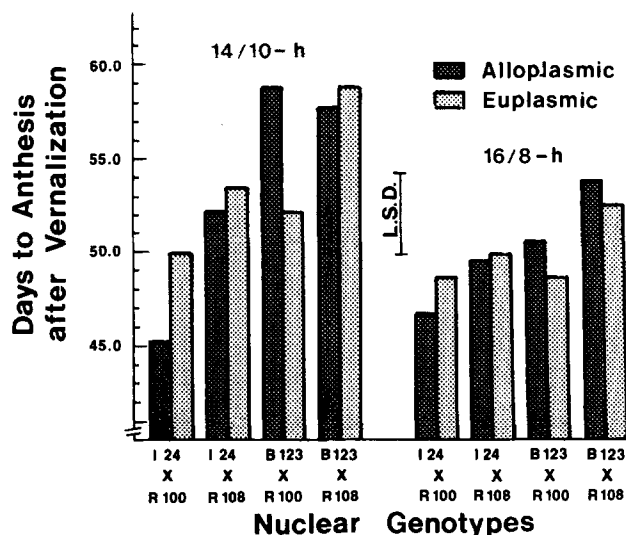 14/10-h
Alloplasmic
Euplasmic
16/8-h
L.S.D.
Days to Anthesis
after Vernalization
60.0
55.0
50.0
45.0
I 24 I 24 B 123 B 123 I 24 I 24 B 123 B 123
X X X X X X X X
R 100 R 108 R 100 R 108 R 100 R 108 R 100 R 108
Nuclear Genotypes